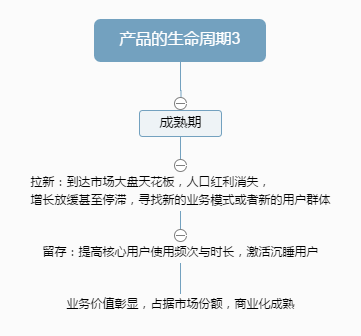 产品的生命周期3
成熟期
拉新：到达市场大盘天花板，人口红利消失，
增长放缓甚至停滞，寻找新的业务模式或者新的用户群体
留存：提高核心用户使用频次与时长，激活沉睡用户
业务价值彰显，占据市场份额，商业化成熟